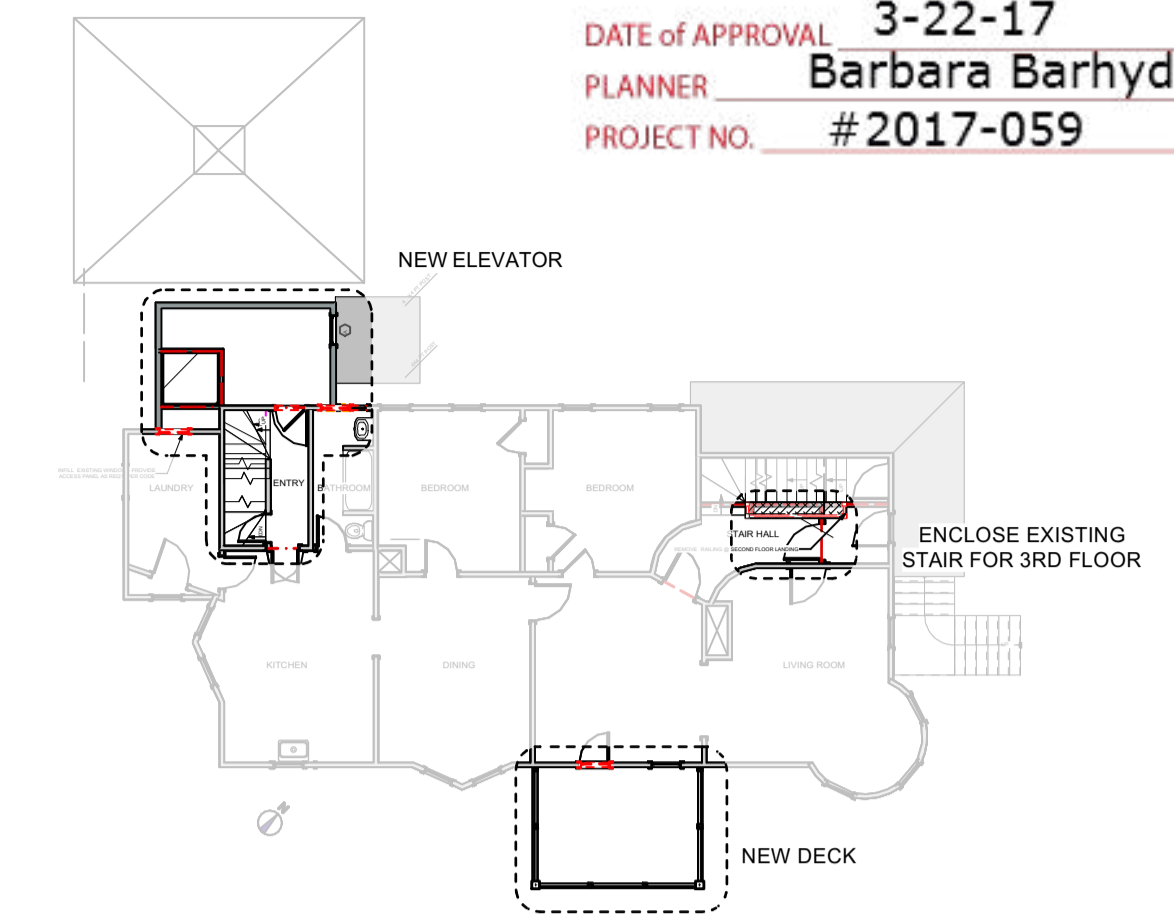 DATE of APPROVAL 3-22-17
PLANNER Barbara Barhyd
PROJECT NO. #2017-059
NEW ELEVATOR
UP
ENTRY
LAUNDRY
BATHROOM
BEDROOM
BEDROOM
STAIR HALL
SECOND FLOOR LANDING
ENCLOSE EXISTING
STAIR FOR 3RD FLOOR
KITCHEN
DINING
LIVING ROOM
N
NEW DECK